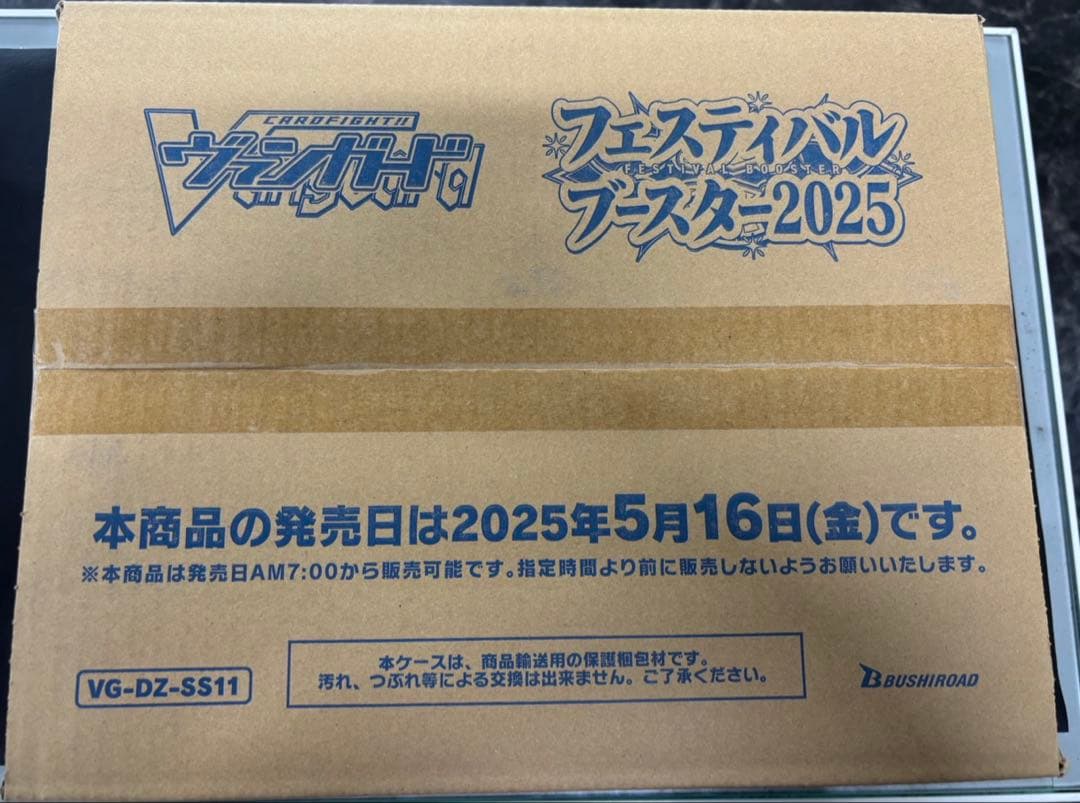 CARDFIGHT!!
ヴァンガード
Vanguard
フェスティバル
FESTIVAL BOOSTER
ブースター2025
本商品の発売日は2025年5月16日(金)です。
※本商品は発売日AM7:00から販売可能です。指定時間より前に販売しないようお願いいたします。
本ケースは、商品輸送用の保護梱包材です。
汚れ、つぶれ等による交換は出来ません。ご了承ください。
VG-DZ-SS11
BUSHIROAD